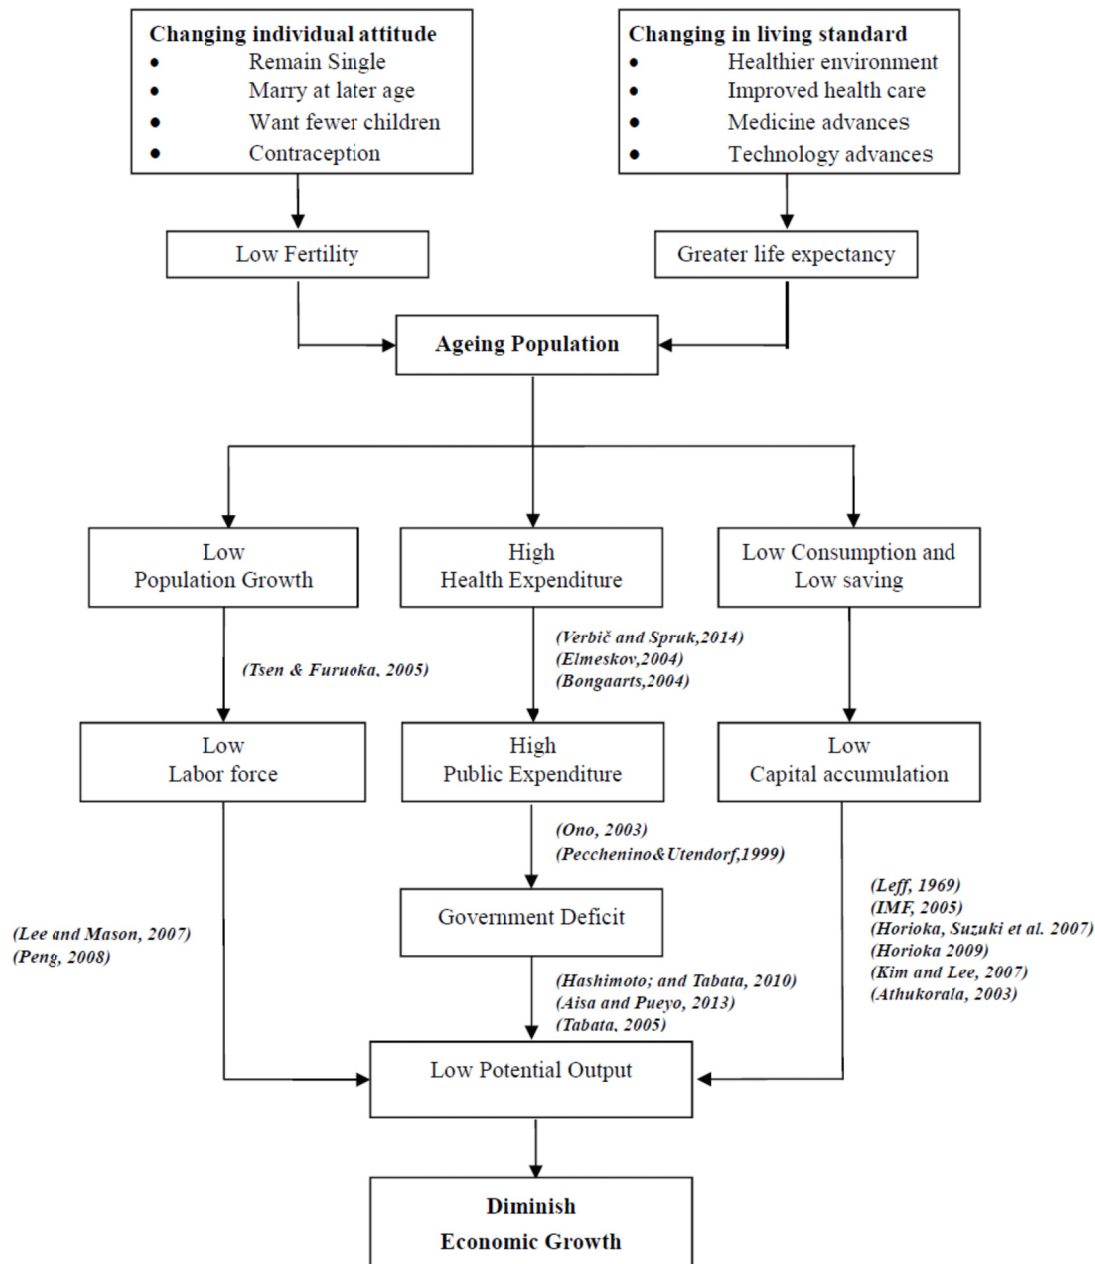 Changing individual attitude
• Remain Single
• Marry at later age
• Want fewer children
• Contraception
Changing in living standard
• Healthier environment
• Improved health care
• Medicine advances
• Technology advances
Low Fertility
Greater life expectancy
Ageing Population
Low
Population Growth
High
Health Expenditure
Low Consumption and
Low saving
(Tsen & Furuoka, 2005)
(Verbič and Spruk,2014)
(Elmeskov,2004)
(Bongaarts,2004)
Low
Labor force
High
Public Expenditure
Low
Capital accumulation
(Ono, 2003)
(Pecchenino&Utendorf,1999)
(Lee and Mason, 2007)
(Peng, 2008)
Government Deficit
(Leff, 1969)
(IMF, 2005)
(Horioka, Suzuki et al. 2007)
(Horioka 2009)
(Kim and Lee, 2007)
(Athukorala, 2003)
(Hashimoto; and Tabata, 2010)
(Aisa and Pueyo, 2013)
(Tabata, 2005)
Low Potential Output
Diminish
Economic Growth